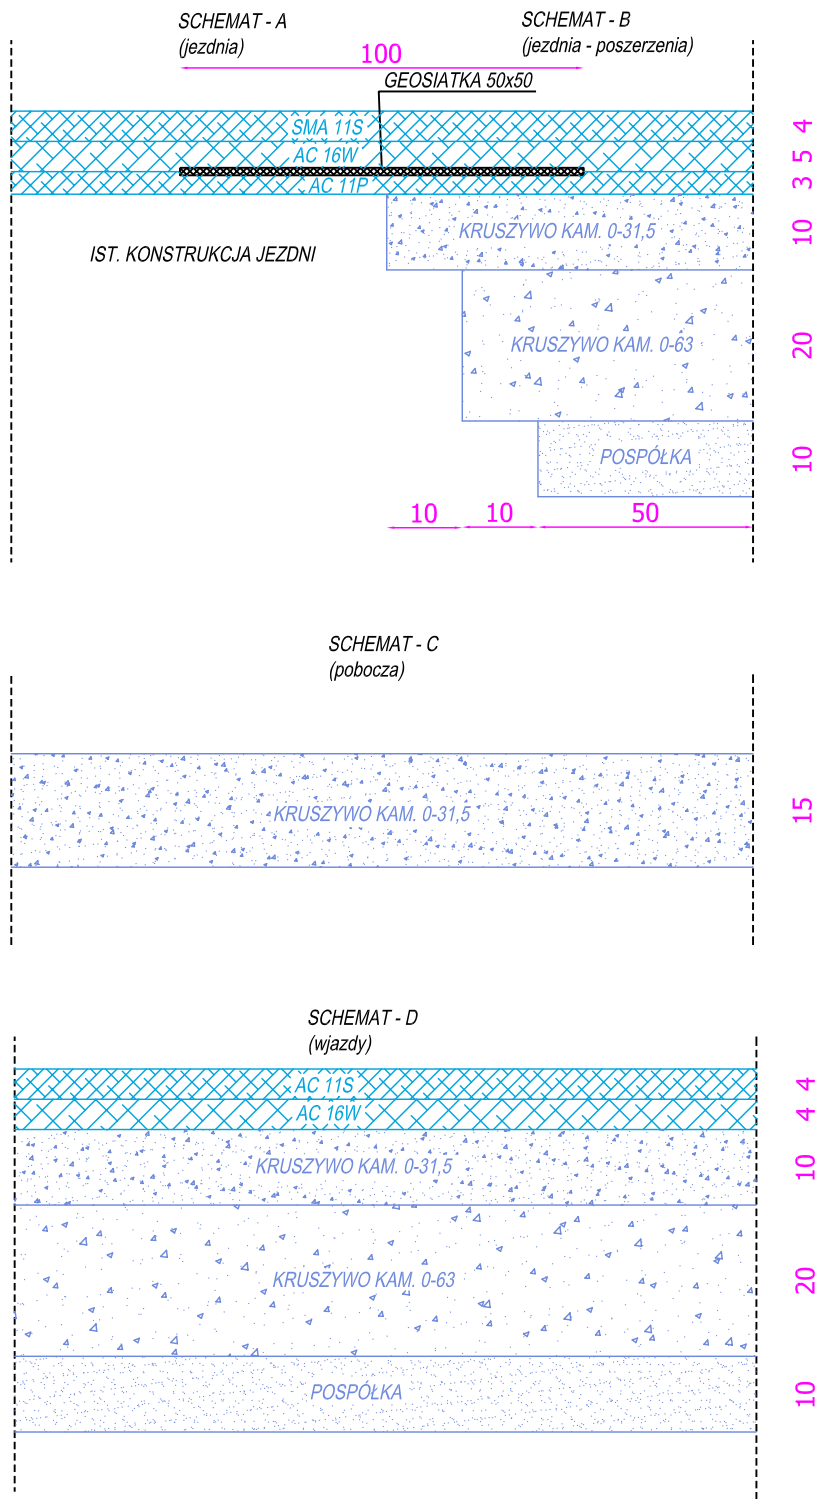 SCHEMAT - A
(jezdnia)
SCHEMAT - B
(jezdnia - poszerzenia)
100
GEOSIATKA 50x50
SMA 11S
4
AC 16W
5
AC 11P
3
KRUSZYWO KAM. 0-31,5
10
IST. KONSTRUKCJA JEZDNI
KRUSZYWO KAM. 0-63
20
POSPÓŁKA
10
10
10
50
SCHEMAT - C
(pobocza)
KRUSZYWO KAM. 0-31,5
15
SCHEMAT - D
(wjazdy)
AC 11S
4
AC 16W
4
KRUSZYWO KAM. 0-31,5
10
KRUSZYWO KAM. 0-63
20
POSPÓŁKA
10